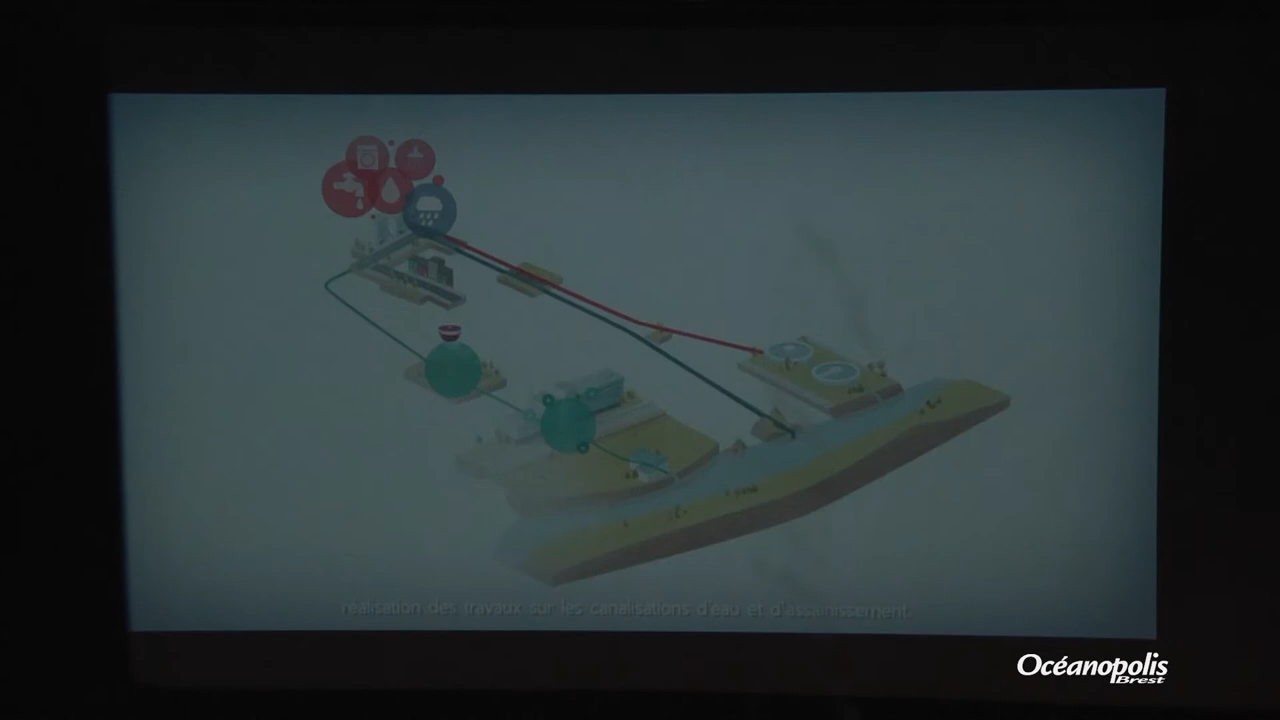 réalisation des travaux sur les canalisations d'eau et d'assainissement.
Océanopolis
Brest